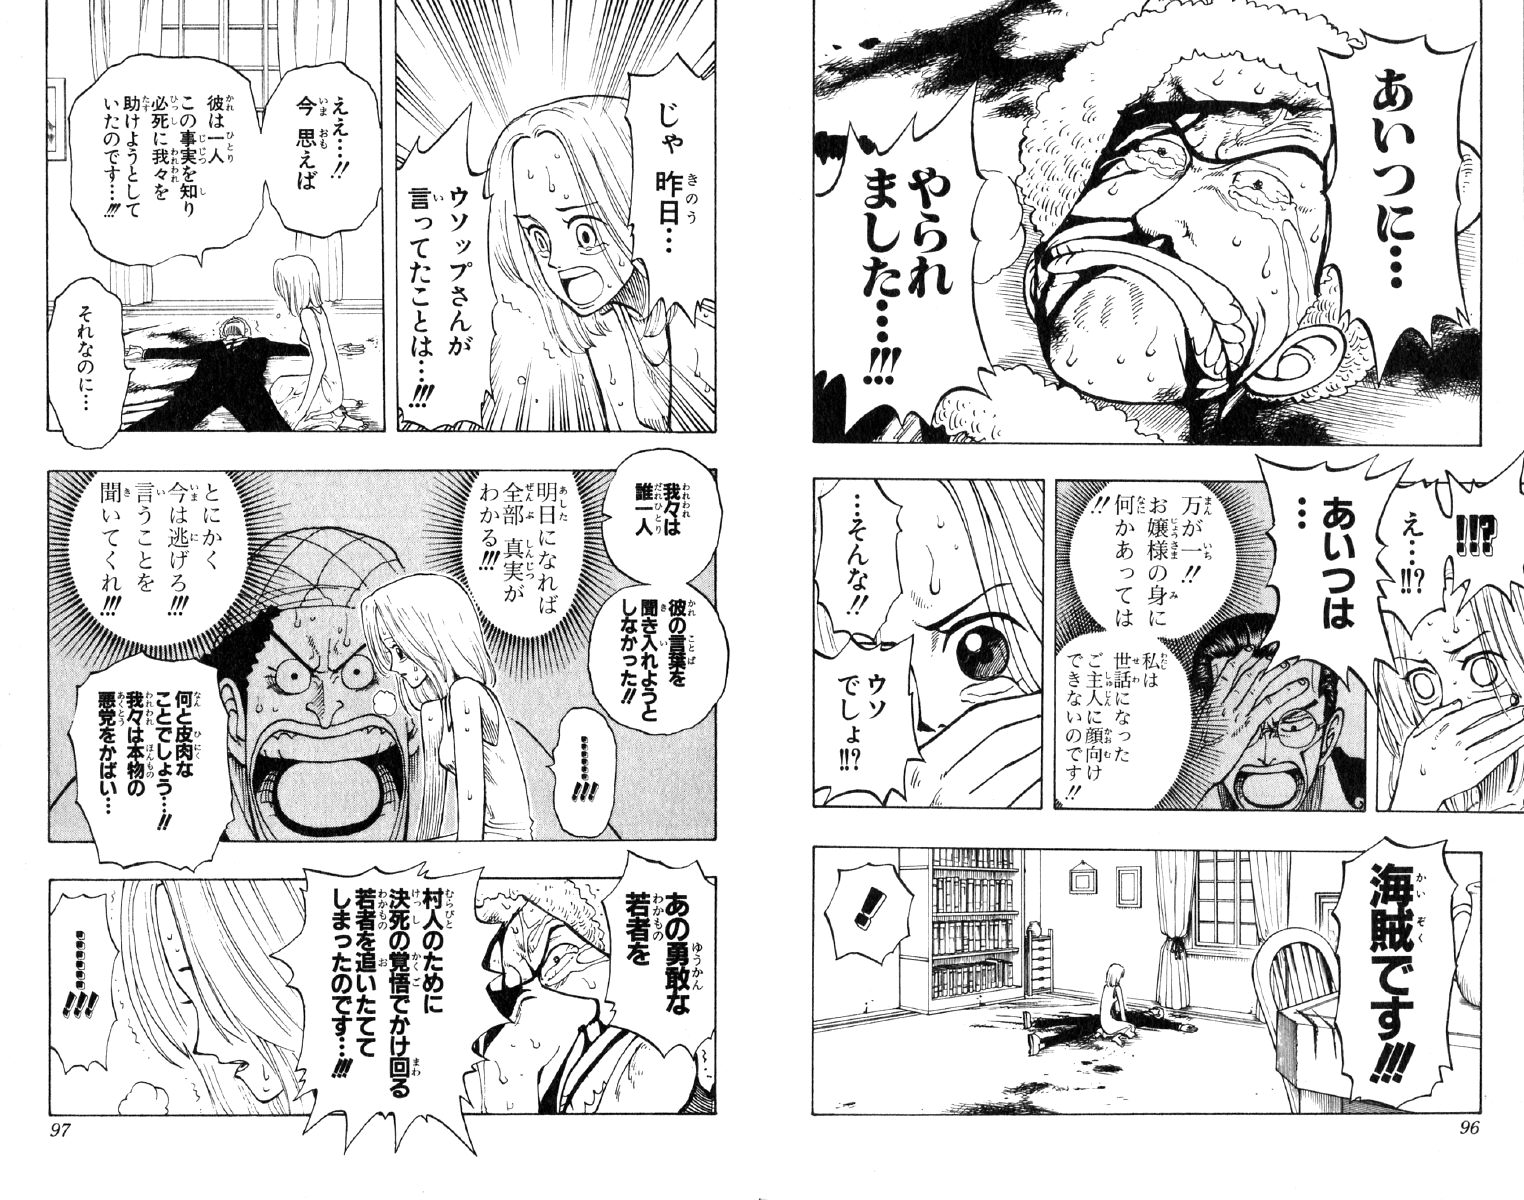 あいつに…
やられ
ました…!!!
!!!?
え…!!?
あいつは
…
万が一!!
お嬢様の身に
何かあっては
!!
私は
世話になった
ご主人に顔向け
できないのです!!
…そんな!!
ウソ
でしょ!!?
海賊です!!!
!
96
じゃ 昨日…
ウソップさんが
言ってたことは…!!!
ええ…!!
今 思えば
彼は一人
この事実を知り
必死に我々を
助けようとして
いたのです…!!!
それなのに…
我々は
誰一人
彼の言葉を
聞き入れようと
しなかった!!
明日になれば
全部 真実が
わかる!!!
とにかく
今は逃げろ!!!
言うことを
聞いてくれ!!!
………!!!
何と皮肉な
ことでしょう…!!
我々は本物の
悪党をかばい…
あの勇敢な
若者を
村人のために
決死の覚悟でかけ回る
若者を追いたてて
しまったのです…!!!
………!!!
97